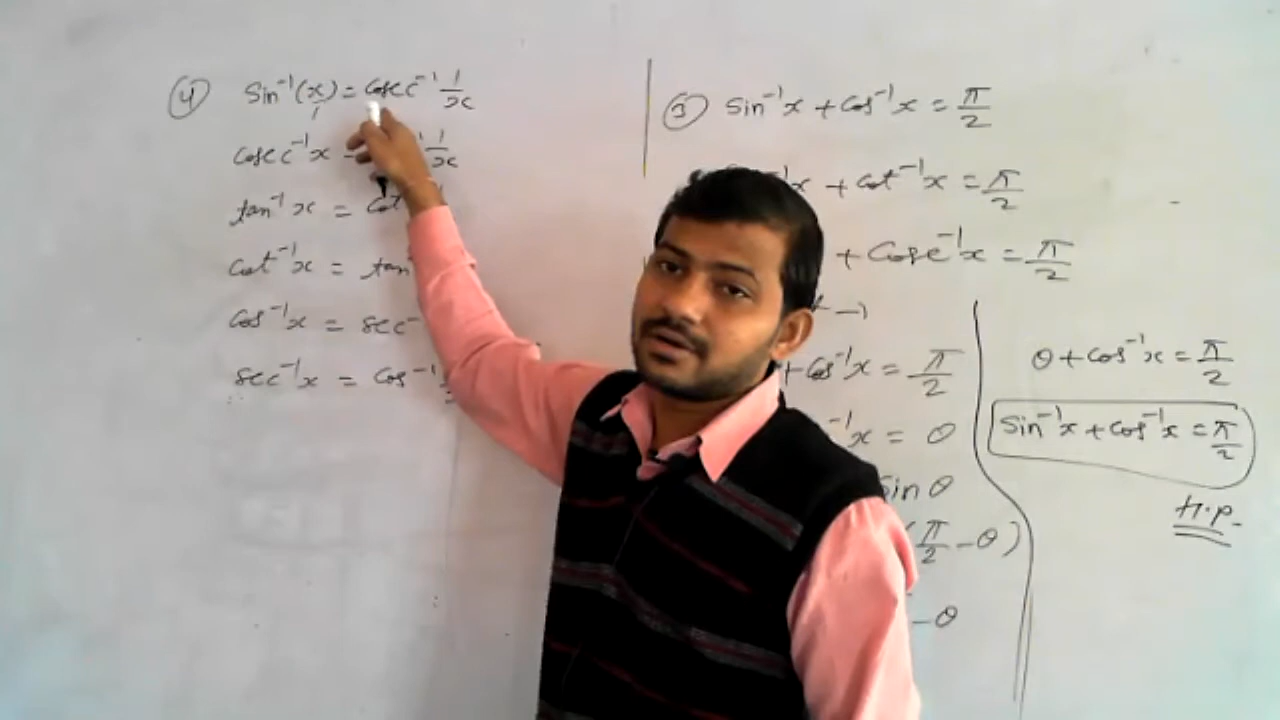 (4) Sin⁻¹(x) = Cosec⁻¹ 1/x
Cosec⁻¹x = ⁻¹ 1/x
tan⁻¹ x = Cot
Cot⁻¹x = tan
Cos⁻¹x = sec⁻
sec⁻¹x = Cos⁻¹
(3) Sin⁻¹x + Cos⁻¹x = π/2
⁻¹x + Cot⁻¹x = π/2
+ Cosec⁻¹x = π/2
+ Cos⁻¹x = π/2
⁻¹x = θ
Sin θ
(π/2 - θ)
- θ
θ + Cos⁻¹x = π/2
Sin⁻¹x + Cos⁻¹x = π/2
H.P.